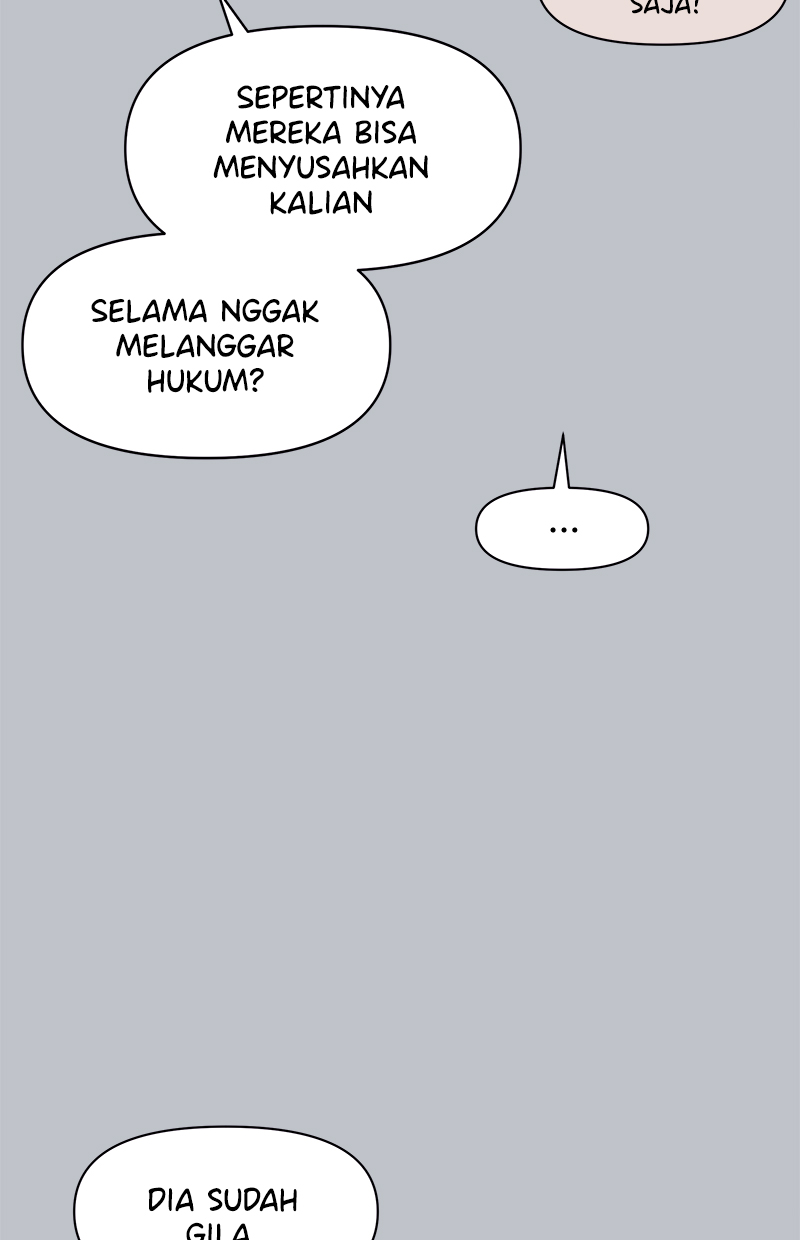 SAJA?
SEPERTINYA
MEREKA BISA
MENYUSAHKAN
KALIAN
SELAMA NGGAK
MELANGGAR
HUKUM?
...
DIA SUDAH
GILA